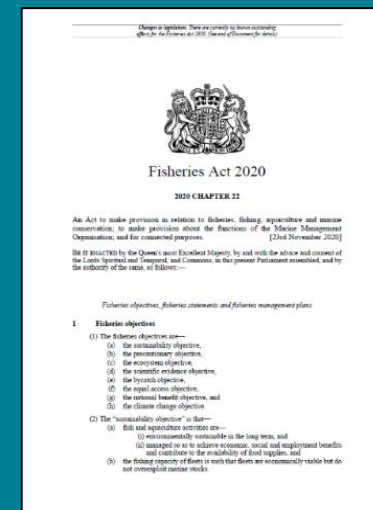 Changes to legislation: There are currently no known outstanding
effects for the Fisheries Act 2020. (See end of Document for details)
Fisheries Act 2020
2020 CHAPTER 22
An Act to make provision in relation to fisheries, fishing, aquaculture and marine
conservation; to make provision about the functions of the Marine Management
Organisation; and for connected purposes. [23rd November 2020]
BE IT ENACTED by the Queen's most Excellent Majesty, by and with the advice and consent of
the Lords Spiritual and Temporal, and Commons, in this present Parliament assembled, and by
the authority of the same, as follows:—
Fisheries objectives, fisheries statements and fisheries management plans
1 Fisheries objectives
(1) The fisheries objectives are—
(a) the sustainability objective,
(b) the precautionary objective,
(c) the ecosystem objective,
(d) the scientific evidence objective,
(e) the bycatch objective,
(f) the equal access objective,
(g) the national benefit objective, and
(h) the climate change objective.
(2) The “sustainability objective” is that—
(a) fish and aquaculture activities are—
(i) environmentally sustainable in the long term, and
(ii) managed so as to achieve economic, social and employment benefits
and contribute to the availability of food supplies, and
(b) the fishing capacity of fleets is such that fleets are economically viable but do
not overexploit marine stocks.